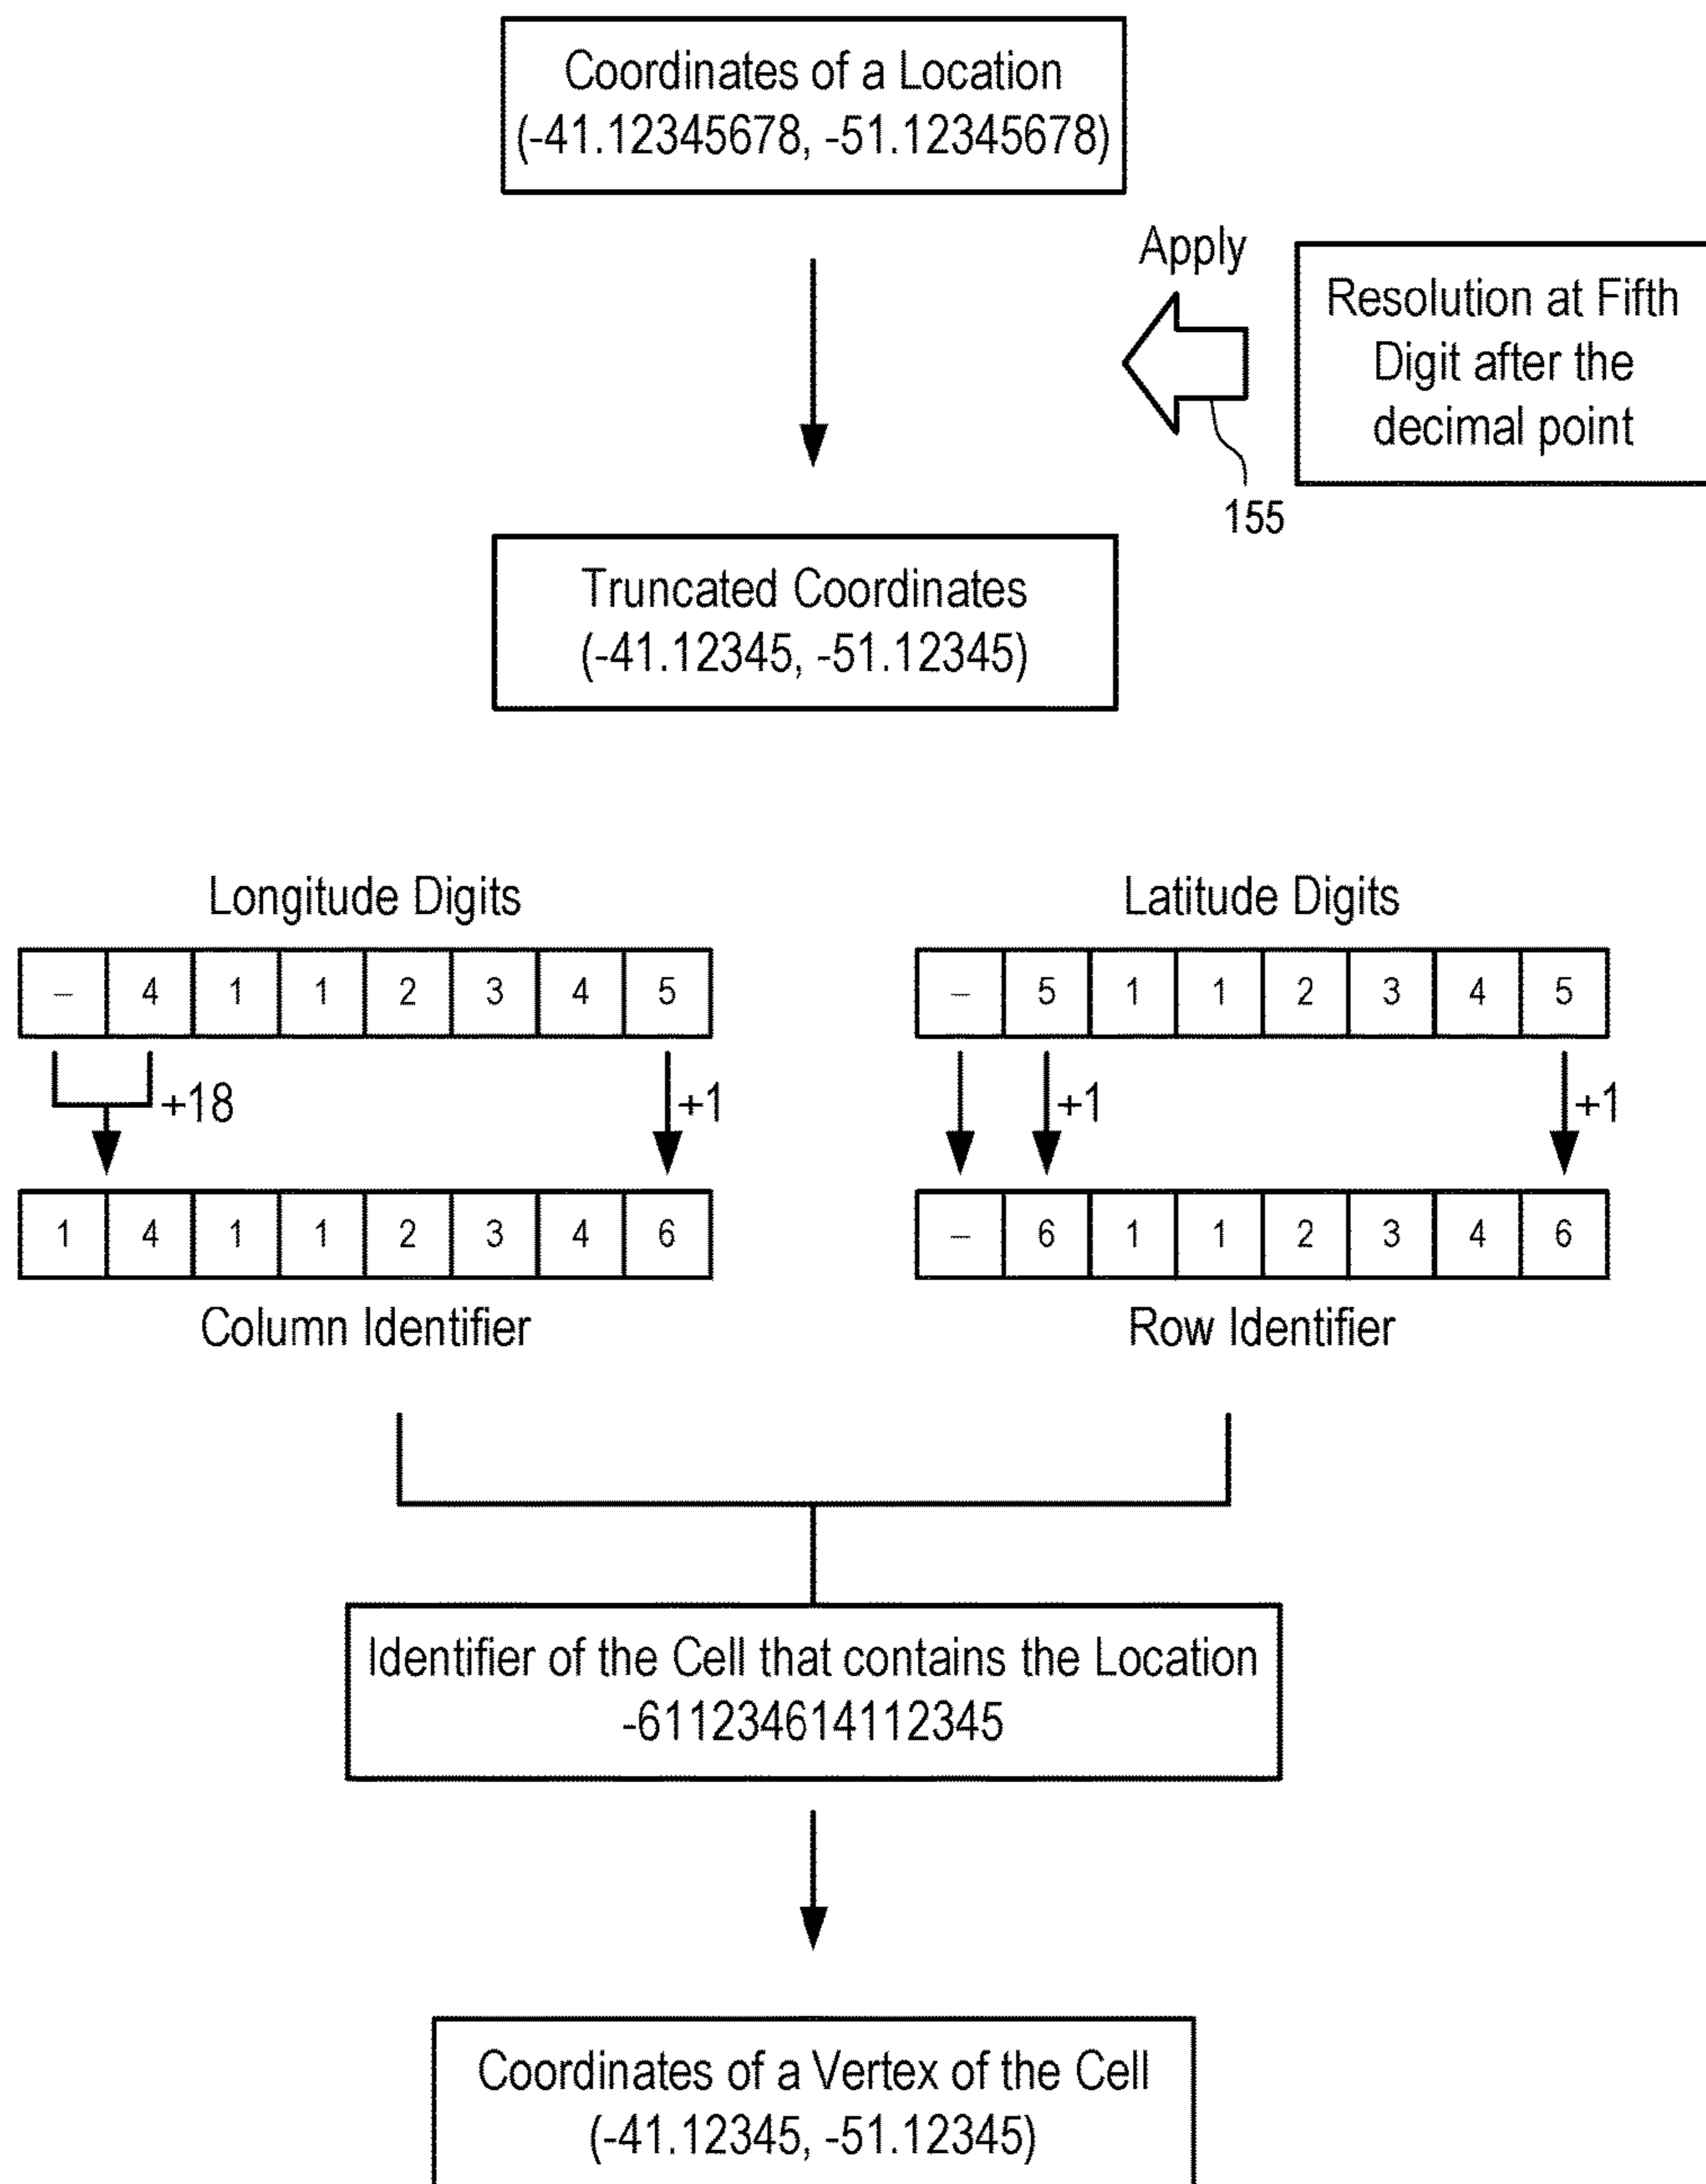 Coordinates of a Location
(-41.12345678, -51.12345678)
Apply
Resolution at Fifth
Digit after the
decimal point
155
Truncated Coordinates
(-41.12345, -51.12345)
Longitude Digits
– 4 1 1 2 3 4 5
+18 +1
1 4 1 1 2 3 4 6
Column Identifier
Latitude Digits
– 5 1 1 2 3 4 5
+1 +1
– 6 1 1 2 3 4 6
Row Identifier
Identifier of the Cell that contains the Location
-611234614112345
Coordinates of a Vertex of the Cell
(-41.12345, -51.12345)